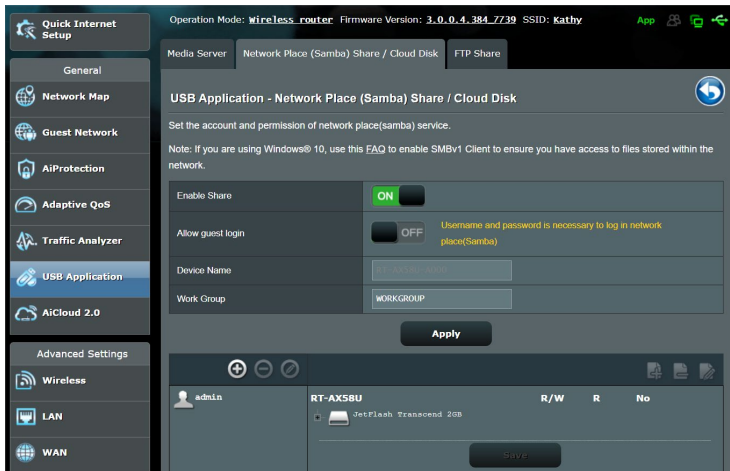 Quick Internet
Setup
Operation Mode: Wireless router Firmware Version: 3.0.0.4.384_7739 SSID: Kathy
App
Media Server
Network Place (Samba) Share / Cloud Disk
FTP Share
General
Network Map
Guest Network
AiProtection
Adaptive QoS
Traffic Analyzer
USB Application
AiCloud 2.0
Advanced Settings
Wireless
LAN
WAN
USB Application - Network Place (Samba) Share / Cloud Disk
Set the account and permission of network place(samba) service.
Note: If you are using Windows® 10, use this FAQ to enable SMBv1 Client to ensure you have access to files stored within the
network.
Enable Share
ON
Allow guest login
OFF
Username and password is necessary to log in network
place(Samba)
Device Name
Work Group
WORKGROUP
Apply
admin
RT-AX58U
R/W
R
No
JetFlash Transcend 2GB
Save